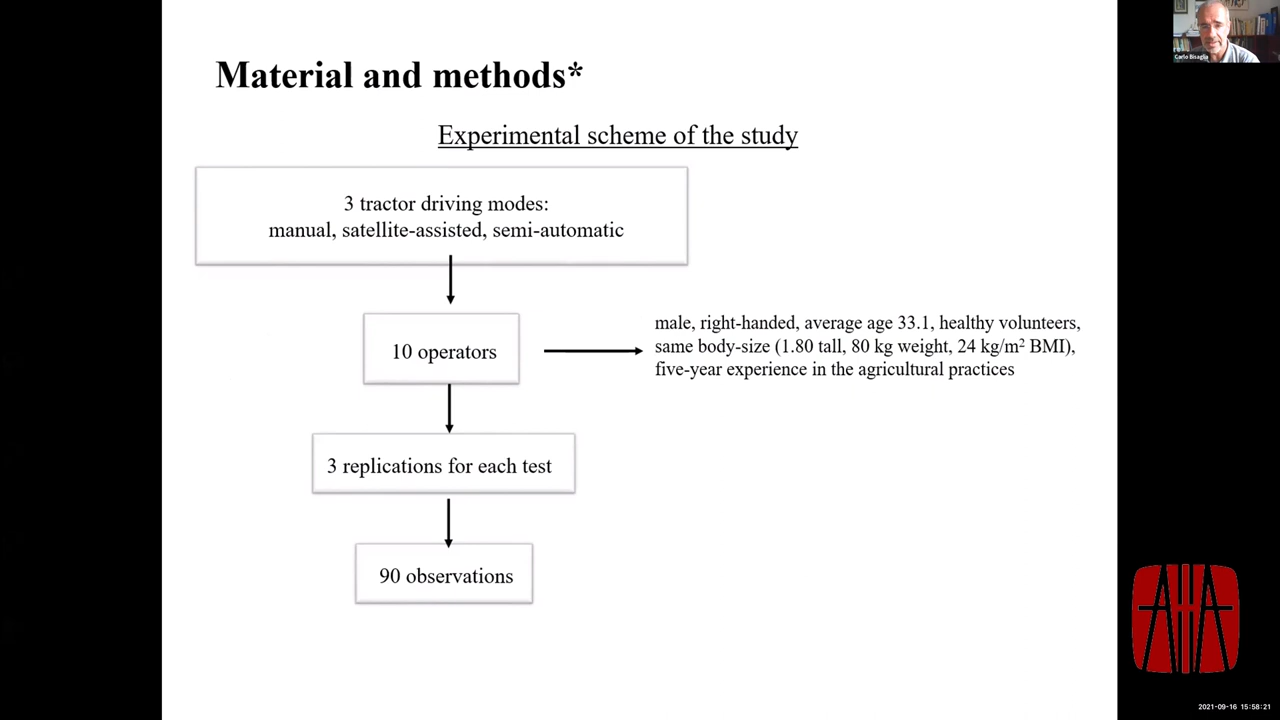 Material and methods*
Experimental scheme of the study
3 tractor driving modes:
manual, satellite-assisted, semi-automatic
10 operators
male, right-handed, average age 33.1, healthy volunteers,
same body-size (1.80 tall, 80 kg weight, 24 kg/m² BMI),
five-year experience in the agricultural practices
3 replications for each test
90 observations
Carlo Bisaglia
AHA
2021-09-16 15:58:21